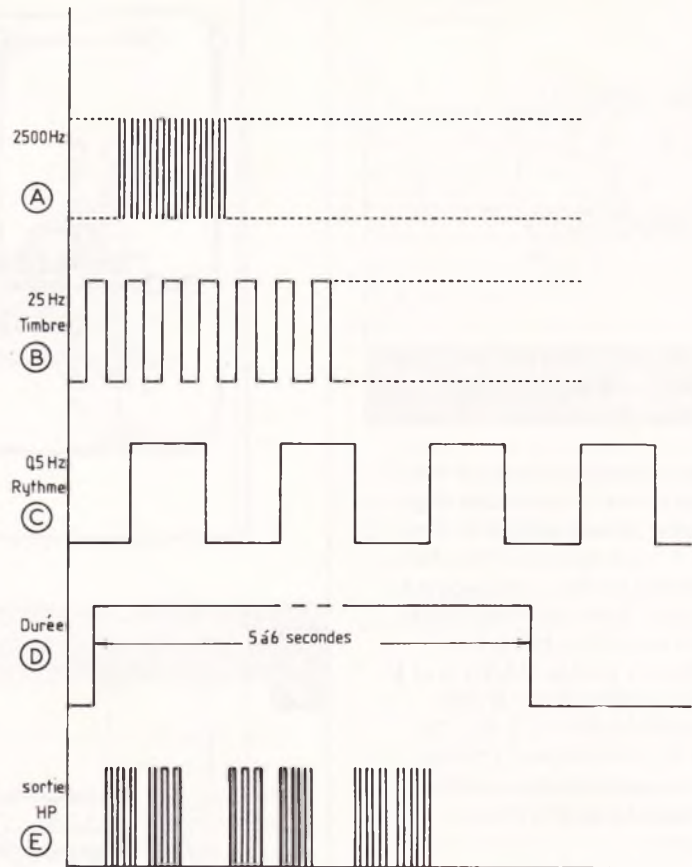 2500Hz
A
25 Hz
Timbre
B
0,5 Hz
Rythme
C
Durée
D
5 à 6 secondes
sortie
HP
E